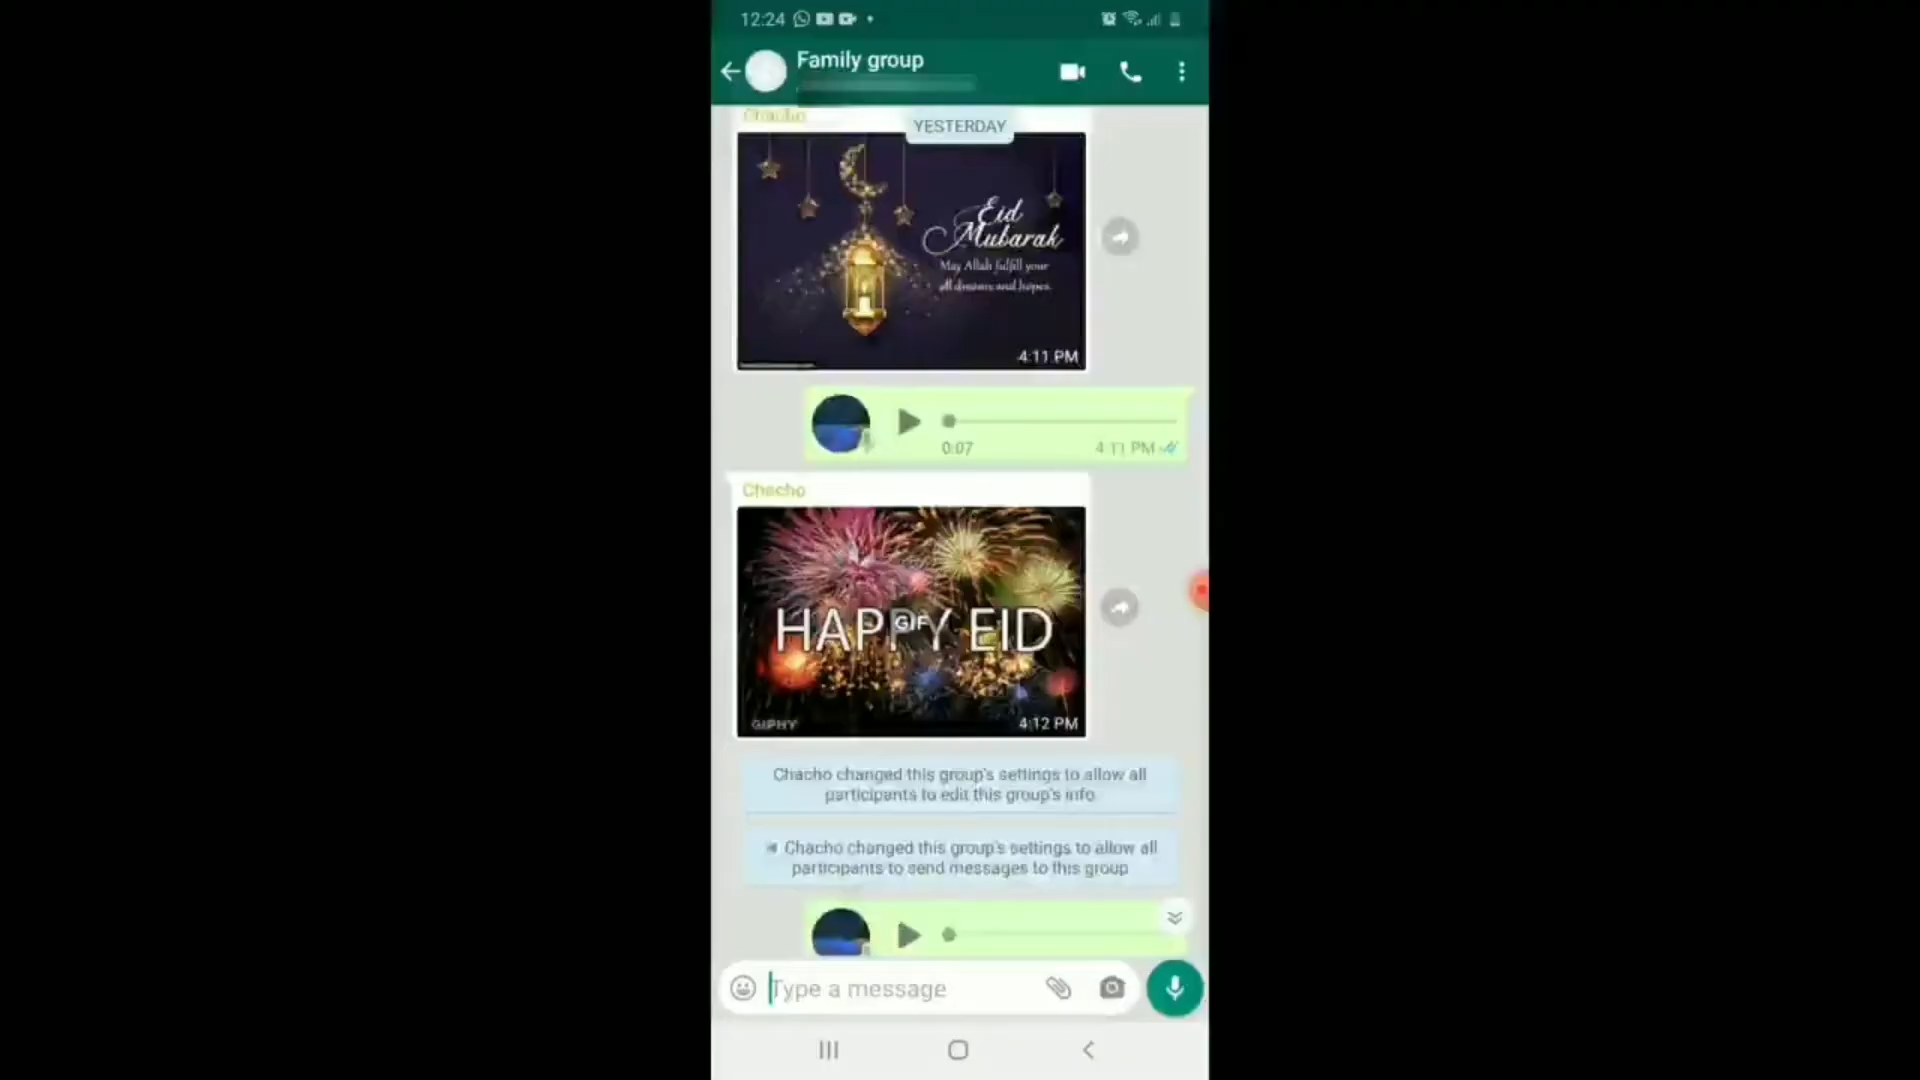 12:24
Family group
Chacho
YESTERDAY
Eid
Mubarak
May Allah fulfill your
all dreams and hopes.
4:11 PM
0:07
4:11 PM
Chacho
HAPPY EID
GIF
GIPHY
4:12 PM
Chacho changed this group's settings to allow all
participants to edit this group's info
Chacho changed this group's settings to allow all
participants to send messages to this group
Type a message